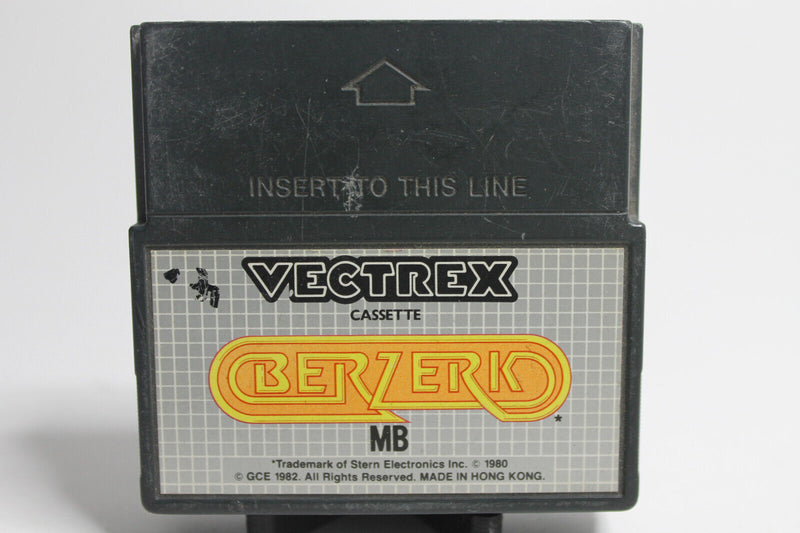 INSERT TO THIS LINE
VECTREX
CASSETTE
BERZERK*
MB
*Trademark of Stern Electronics Inc. © 1980
© GCE 1982. All Rights Reserved. MADE IN HONG KONG.